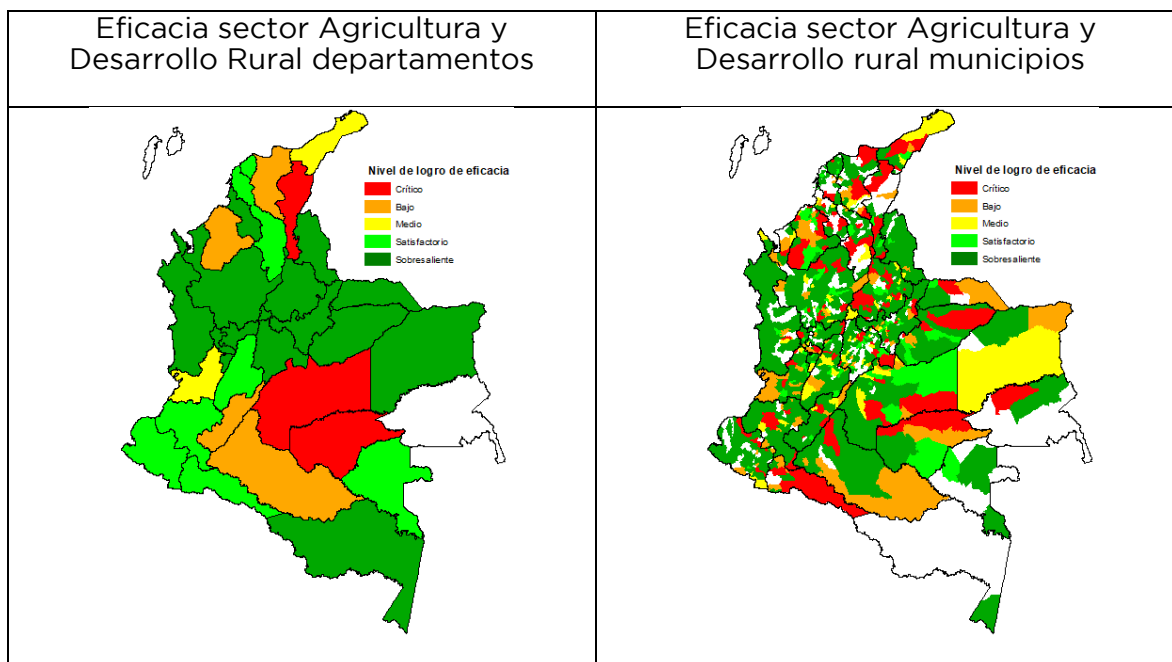 Eficacia sector Agricultura y
Desarrollo Rural departamentos
Eficacia sector Agricultura y
Desarrollo rural municipios
Nivel de logro de eficacia
Crítico
Bajo
Medio
Satisfactorio
Sobresaliente
Nivel de logro de eficacia
Crítico
Bajo
Medio
Satisfactorio
Sobresaliente